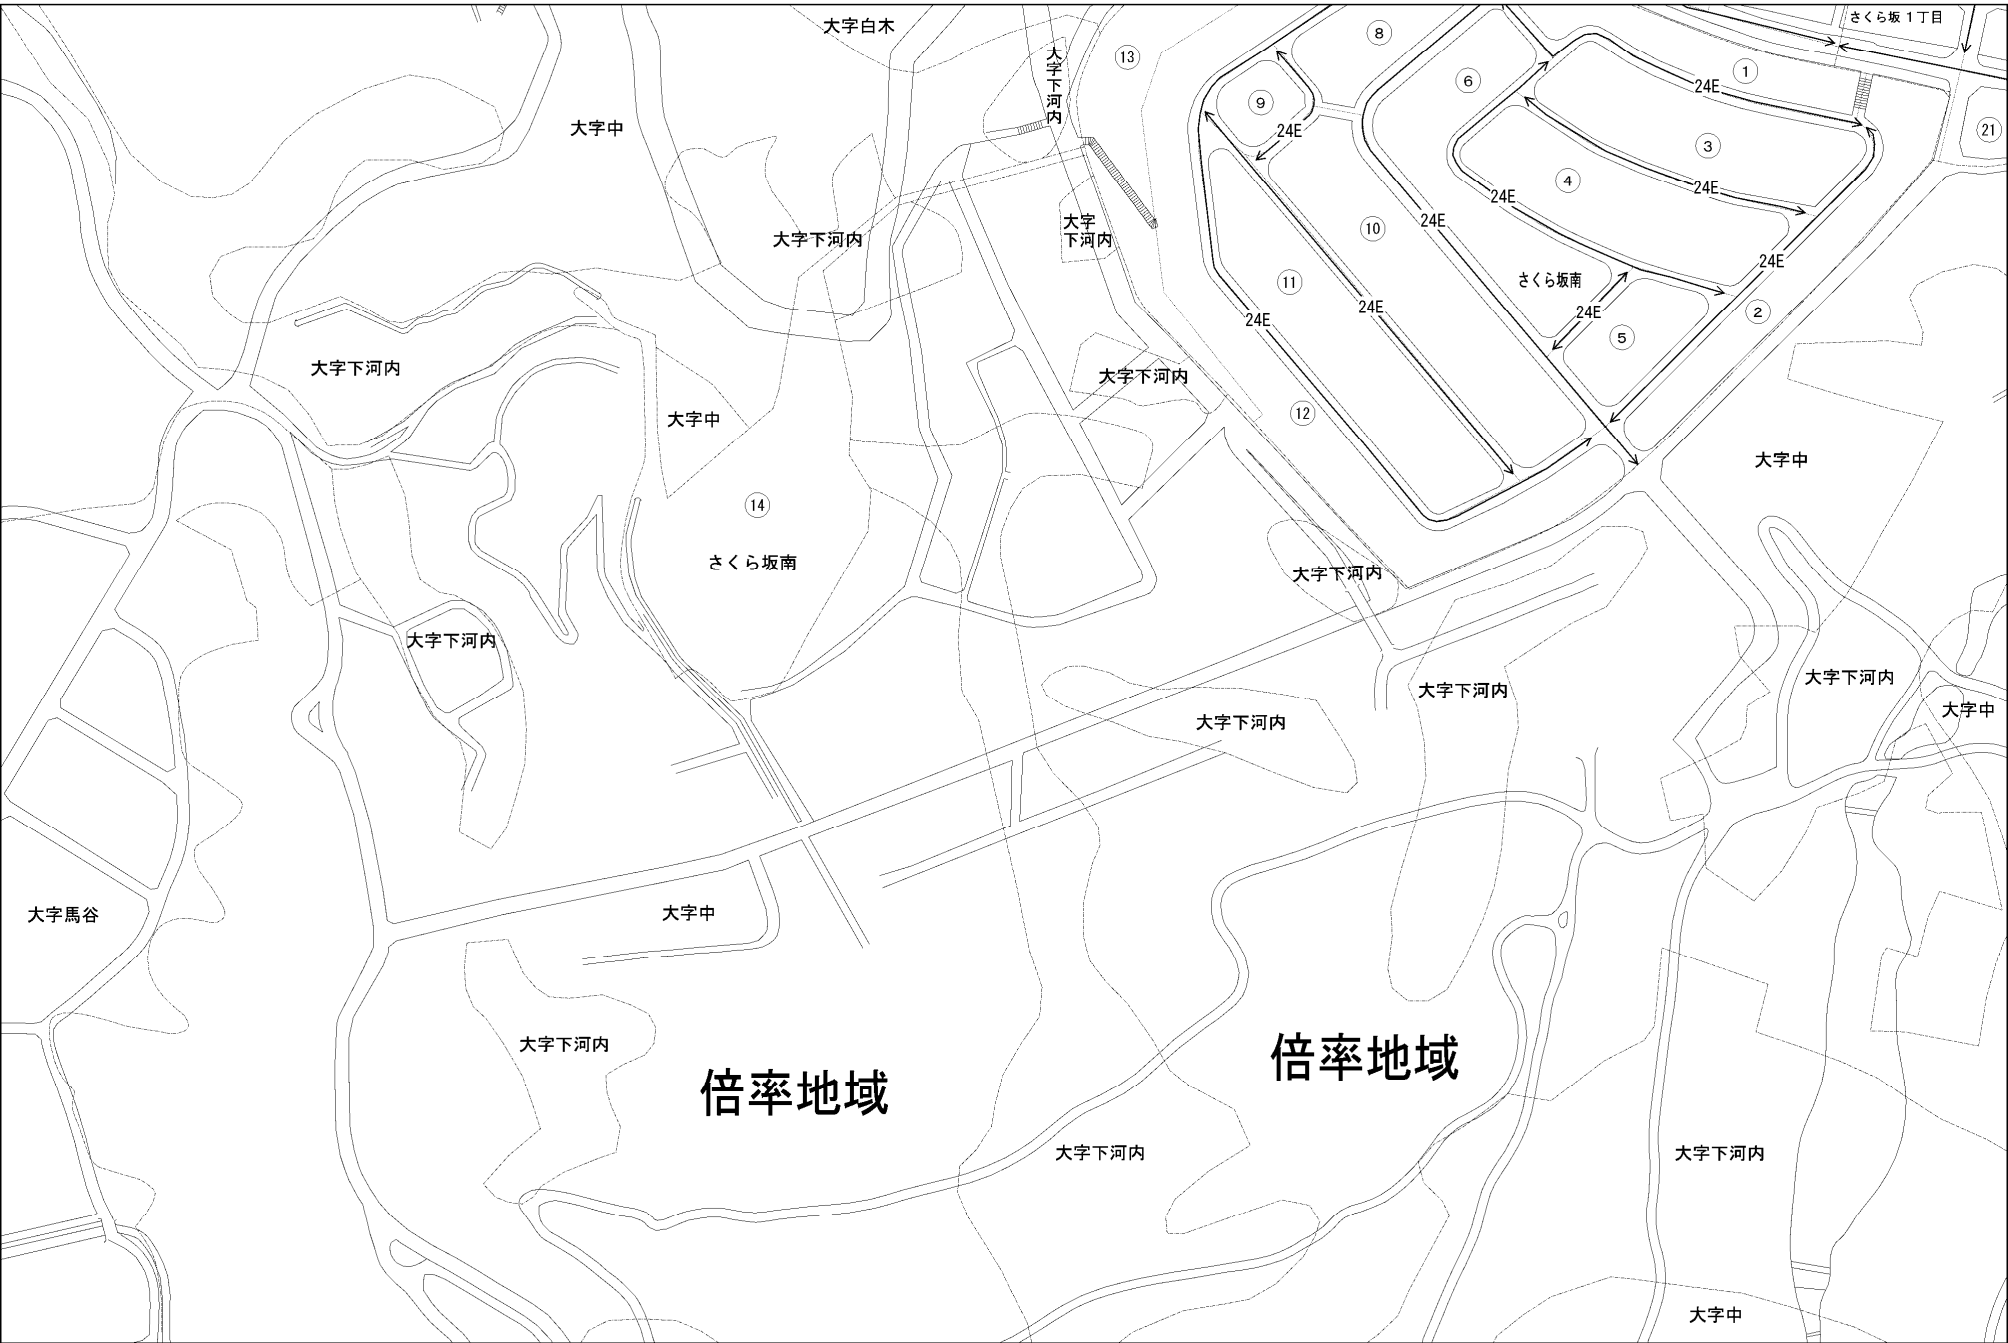 大字白木
⑧
さくら坂 1丁目
⑬
大字下河内
①
⑥
24E
⑨
大字中
24E
㉑
③
④
24E
24E
大字
下河内
24E
⑩
大字下河内
24E
さくら坂南
⑪
24E
24E
24E
②
⑤
大字下河内
大字下河内
大字中
⑫
大字中
⑭
さくら坂南
大字下河内
大字下河内
大字下河内
大字下河内
大字中
大字下河内
大字馬谷
大字中
大字下河内
倍率地域
倍率地域
大字下河内
大字下河内
大字中